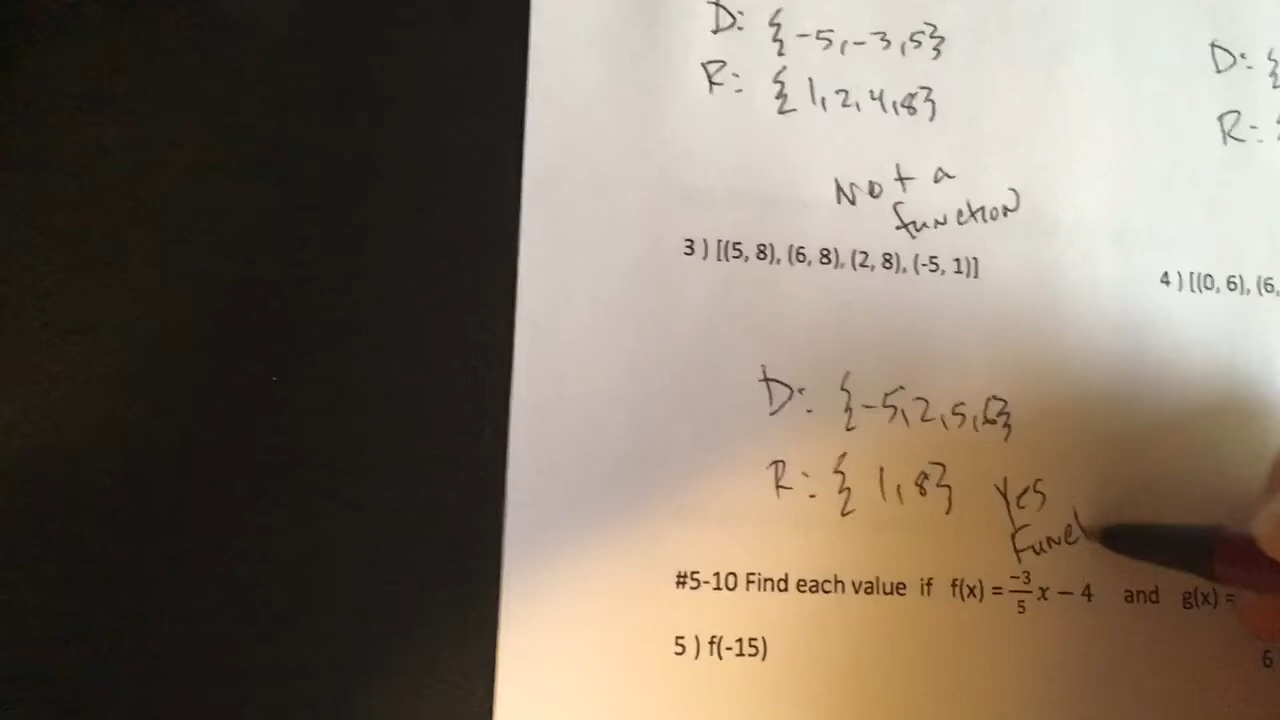 D: {-5,-3,5}
R: {1,2,4,8}
D: {
R:
Not a
function
3 ) [(5, 8), (6, 8), (2, 8), (-5, 1)]
4 ) [(0, 6), (6,
D: {-5,2,5,6}
R: {1,8} Yes
Func
#5-10 Find each value if f(x) = -3/5 x – 4 and g(x) =
5 ) f(-15)
6